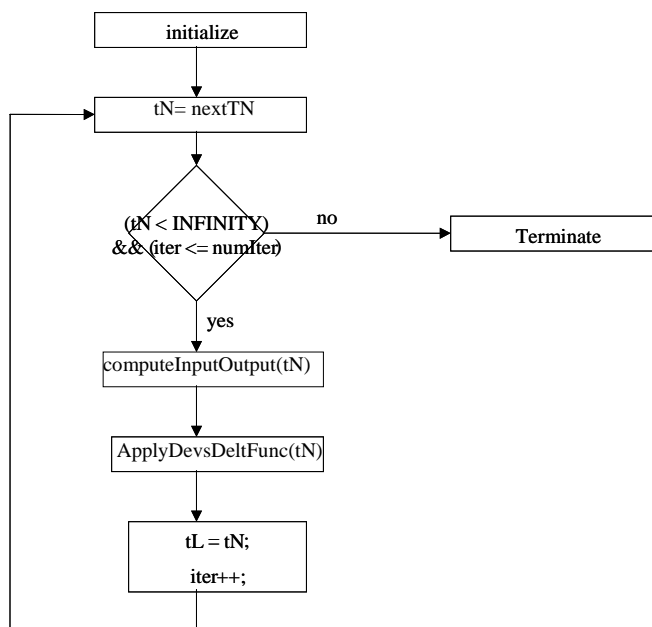 initialize
tN= nextTN
(tN < INFINITY)
&& (iter <= numIter)
no
Terminate
yes
computeInputOutput(tN)
ApplyDevsDeltFunc(tN)
tL = tN;
iter++;